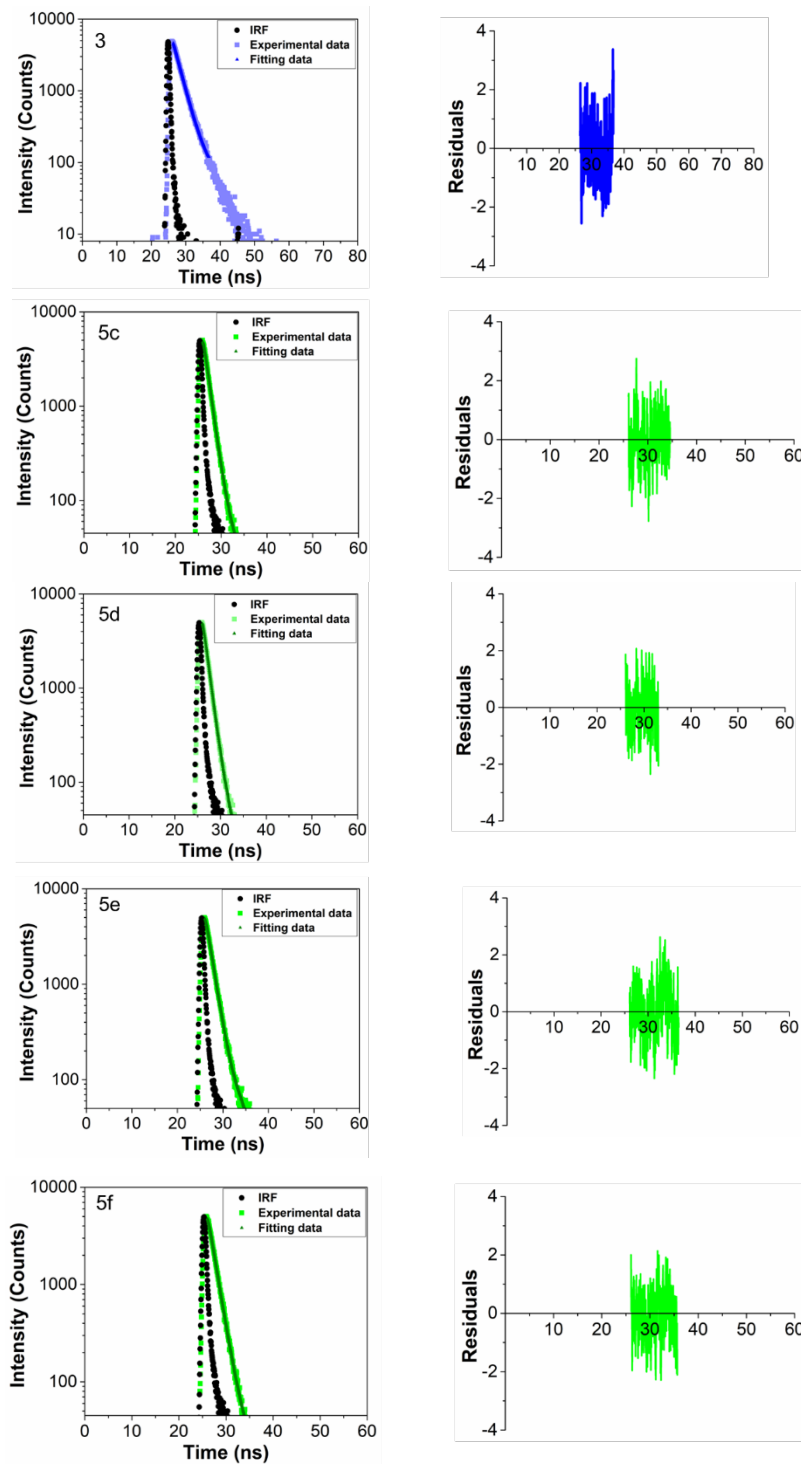 3
IRF
Experimental data
Fitting data
Intensity (Counts)
10000
1000
100
10
0 10 20 30 40 50 60 70 80
Time (ns)
Residuals
4
2
0
-2
-4
10 20 30 40 50 60 70 80
5c
IRF
Experimental data
Fitting data
Intensity (Counts)
10000
1000
100
0 10 20 30 40 50 60
Time (ns)
Residuals
4
2
0
-2
-4
10 20 30 40 50 60
5d
IRF
Experimental data
Fitting data
Intensity (Counts)
10000
1000
100
0 10 20 30 40 50 60
Time (ns)
Residuals
4
2
0
-2
-4
10 20 30 40 50 60
5e
IRF
Experimental data
Fitting data
Intensity (Counts)
10000
1000
100
0 10 20 30 40 50 60
Time (ns)
Residuals
4
2
0
-2
-4
10 20 30 40 50 60
5f
IRF
Experimental data
Fitting data
Intensity (Counts)
10000
1000
100
0 10 20 30 40 50 60
Time (ns)
Residuals
4
2
0
-2
-4
10 20 30 40 50 60